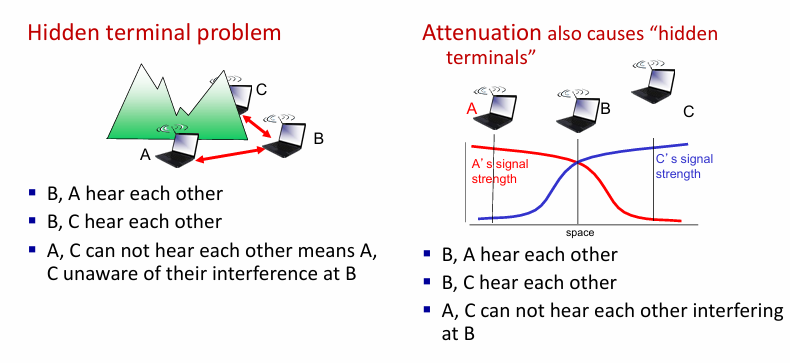 Hidden terminal problem
C
B
A
B, A hear each other
B, C hear each other
A, C can not hear each other means A,
C unaware of their interference at B
Attenuation also causes “hidden
terminals”
A
B
C
A’s signal
strength
C’s signal
strength
space
B, A hear each other
B, C hear each other
A, C can not hear each other interfering
at B